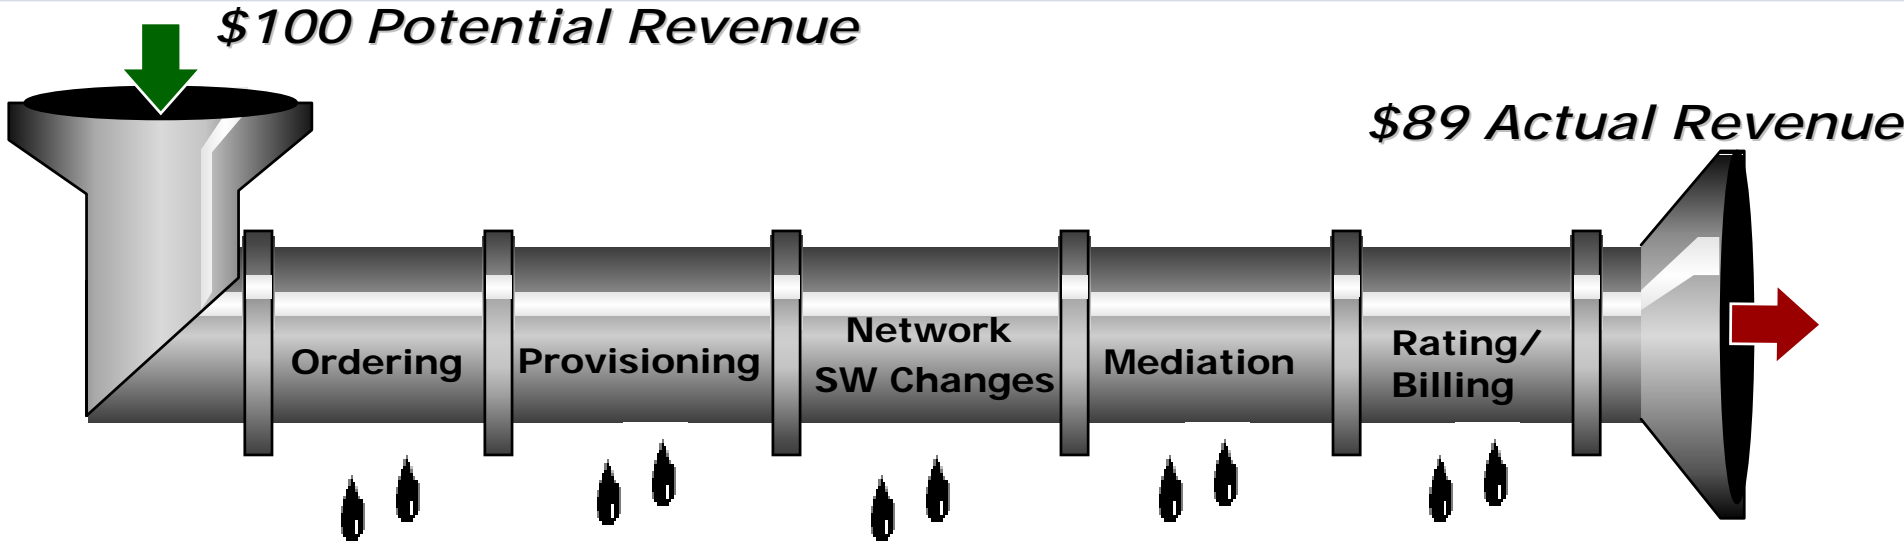 $100 Potential Revenue
$89 Actual Revenue
Ordering
Provisioning
Network
SW Changes
Mediation
Rating/
Billing